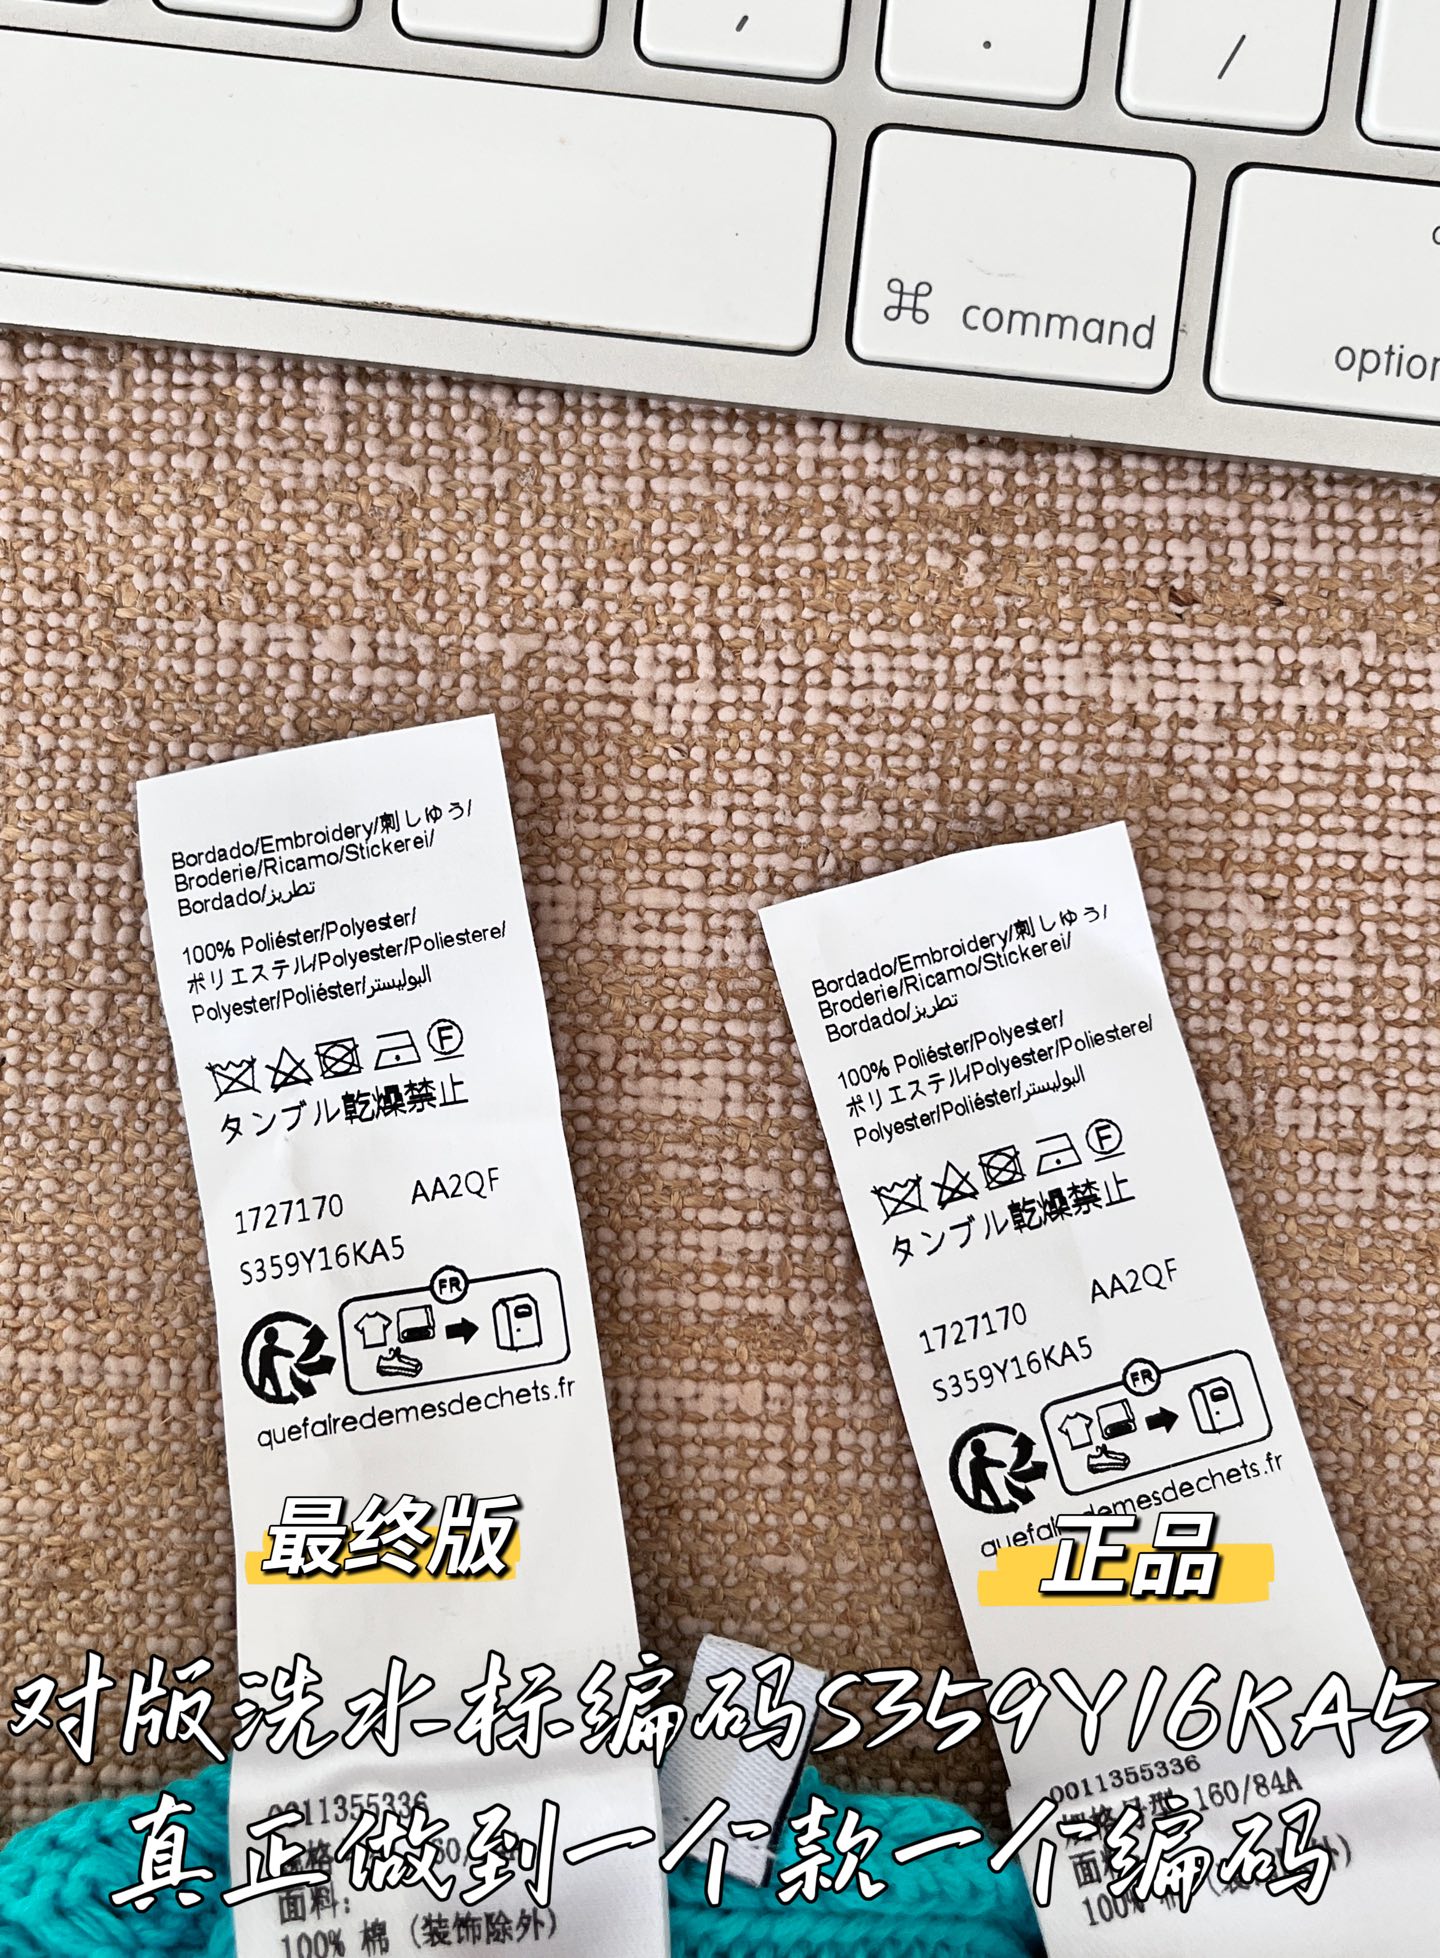 ,
.
/
⌘ command
option
Bordado/Embroidery/刺しゆう/
Broderie/Ricamo/Stickerei/
Bordado/تطريز
100% Poliéster/Polyester/
ポリエステル/Polyester/Poliestere/
Polyester/Poliéster/البوليستر
F
タンブル乾燥禁止
1727170 AA2QF
S359Y16KA5
FR
quefairedemesdechets.fr
最终版
Bordado/Embroidery/刺しゆう/
Broderie/Ricamo/Stickerei/
Bordado/تطريز
100% Poliéster/Polyester/
ポリエステル/Polyester/Poliestere/
Polyester/Poliéster/البوليستر
F
タンブル乾燥禁止
1727170 AA2QF
S359Y16KA5
FR
quefairedemesdechets.fr
正品
对版洗水标编码S359Y16KA5
真正做到一个款一个编码
0011355336
面料:
100% 棉 (装饰除外)
0011355336
160/84A
100%